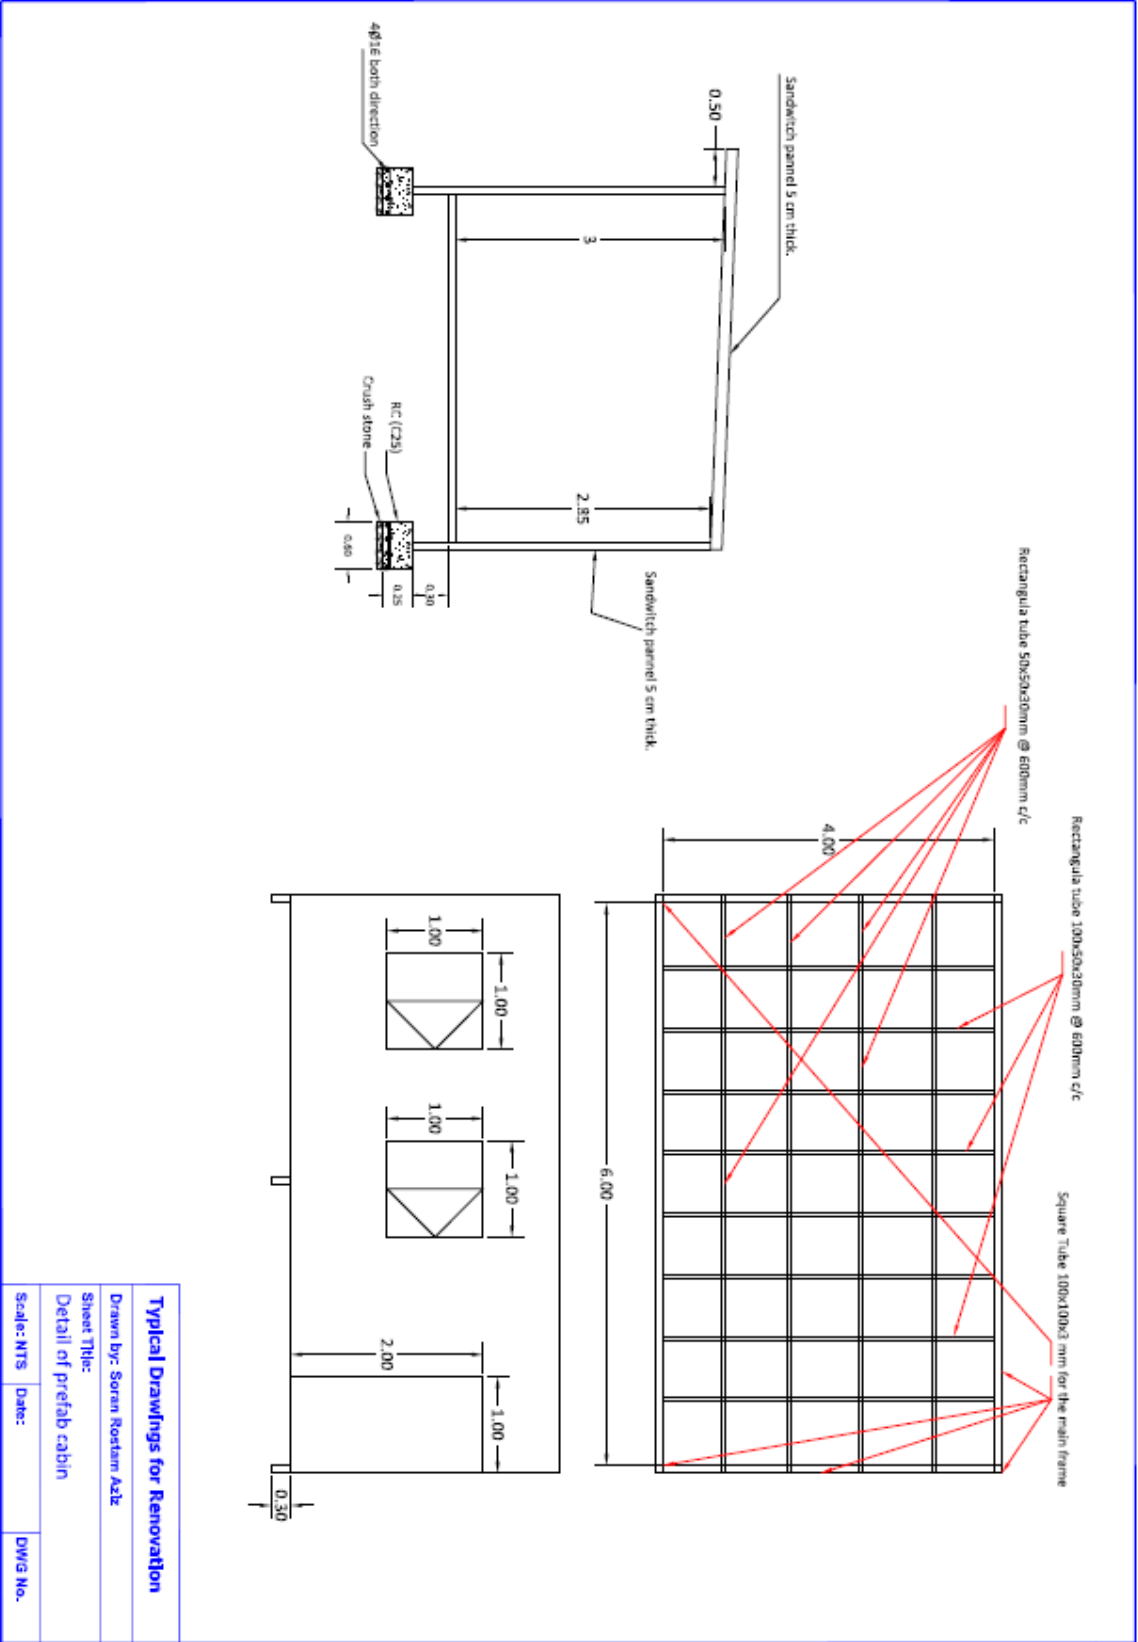 Sandwitch pannel 5 cm thick.
0.50
4Ø16 both direction
3
2.85
RC (C25)
Crush stone
0.60
0.25
0.30
Sandwitch pannel 5 cm thick.
Rectangula tube 50x50x30mm @ 600mm c/c
Rectangula tube 100x50x30mm @ 600mm c/c
Square Tube 100x100x3 mm for the main frame
4.00
6.00
1.00
1.00
1.00
1.00
2.00
1.00
0.30
Typical Drawings for Renovation
Drawn by: Soran Rostam Aziz
Sheet Title:
Detail of prefab cabin
Scale: NTS
Date:
DWG No.